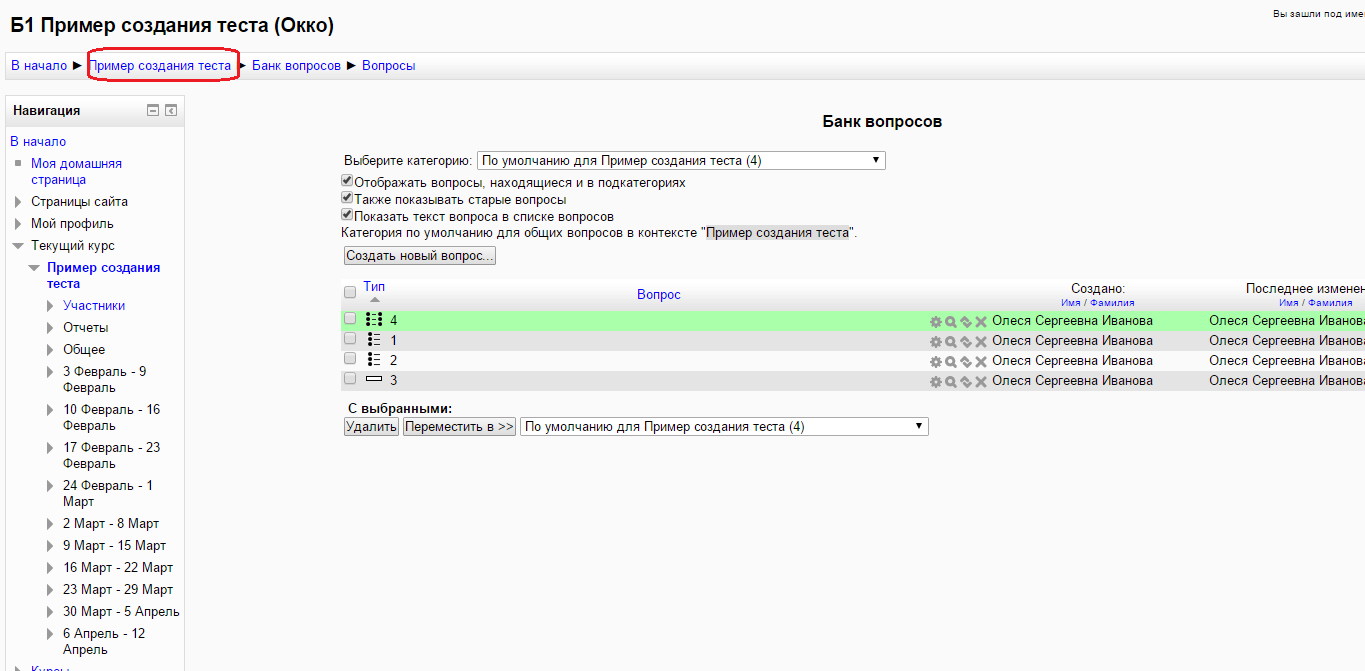 Б1 Пример создания теста (Окко)
Вы зашли под
В начало ► Пример создания теста ► Банк вопросов ► Вопросы
Навигация
В начало
Моя домашняя
страница
Страницы сайта
Мой профиль
Текущий курс
Пример создания
теста
Участники
Отчеты
Общее
3 Февраль - 9
Февраль
10 Февраль - 16
Февраль
17 Февраль - 23
Февраль
24 Февраль - 1
Март
2 Март - 8 Март
9 Март - 15 Март
16 Март - 22 Март
23 Март - 29 Март
30 Март - 5 Апрель
6 Апрель - 12
Апрель
Курсы
Банк вопросов
Выберите категорию: По умолчанию для Пример создания теста (4)
Отображать вопросы, находящиеся и в подкатегориях
Также показывать старые вопросы
Показать текст вопроса в списке вопросов
Категория по умолчанию для общих вопросов в контексте "Пример создания теста".
Создать новый вопрос...
Тип Вопрос Создано: Последнее
Имя / Фамилия Имя / Фамилия
4 Олеся Сергеевна Иванова Олеся Сергеевна Иванова
1 Олеся Сергеевна Иванова Олеся Сергеевна Иванова
2 Олеся Сергеевна Иванова Олеся Сергеевна Иванова
3 Олеся Сергеевна Иванова Олеся Сергеевна Иванова
С выбранными:
Удалить Переместить в >> По умолчанию для Пример создания теста (4)